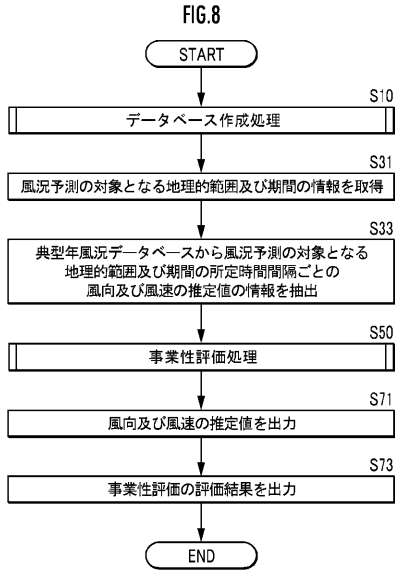 FIG.8
START
S10
データベース作成処理
S31
風況予測の対象となる地理的範囲及び期間の情報を取得
S33
典型年風況データベースから風況予測の対象となる
地理的範囲及び期間の所定時間間隔ごとの
風向及び風速の推定値の情報を抽出
S50
事業性評価処理
S71
風向及び風速の推定値を出力
S73
事業性評価の評価結果を出力
END